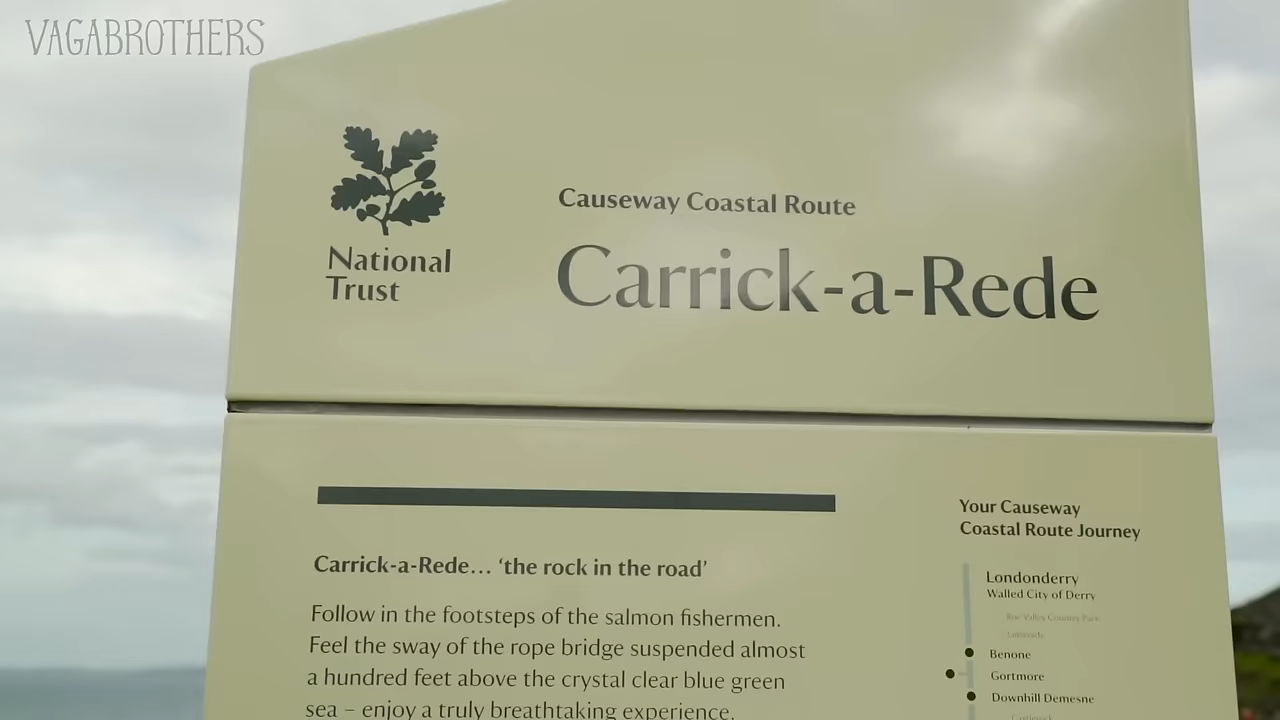 VAGABROTHERS
National
Trust
Causeway Coastal Route
Carrick-a-Rede
Carrick-a-Rede... ‘the rock in the road’
Follow in the footsteps of the salmon fishermen.
Feel the sway of the rope bridge suspended almost
a hundred feet above the crystal clear blue green
sea – enjoy a truly breathtaking experience.
Your Causeway
Coastal Route Journey
Londonderry
Walled City of Derry
Roe Valley Country Park
Benone
Gortmore
Downhill Demesne